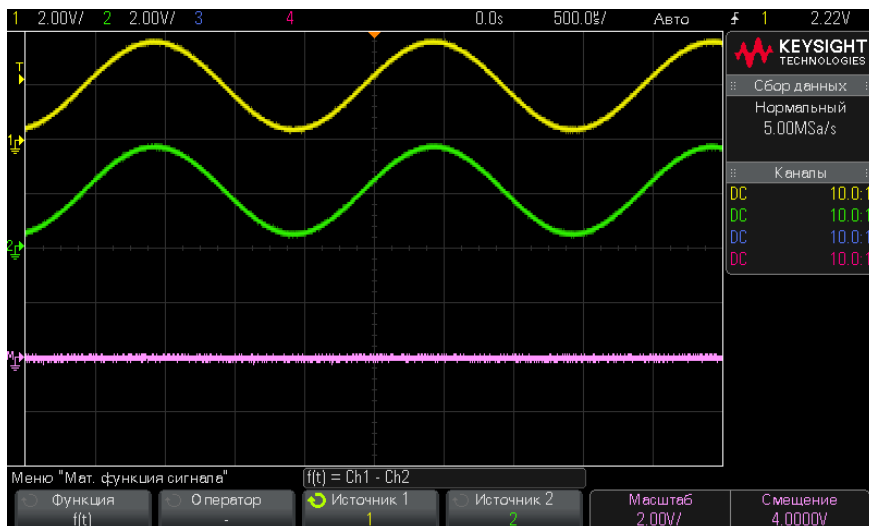 1 2.00V/ 2 2.00V/ 3 4 0.0s 500.0µ/ Авто 1 2.22V
KEYSIGHT
TECHNOLOGIES
Сбор данных
Нормальный
5.00MSa/s
Каналы
DC 10.0:1
DC 10.0:1
DC 10.0:1
DC 10.0:1
T
1
2
M
Меню "Мат. функция сигнала"
f(t) = Ch1 - Ch2
Функция
f(t)
Оператор
-
Источник 1
1
Источник 2
2
Масштаб
2.00V/
Смещение
4.0000V